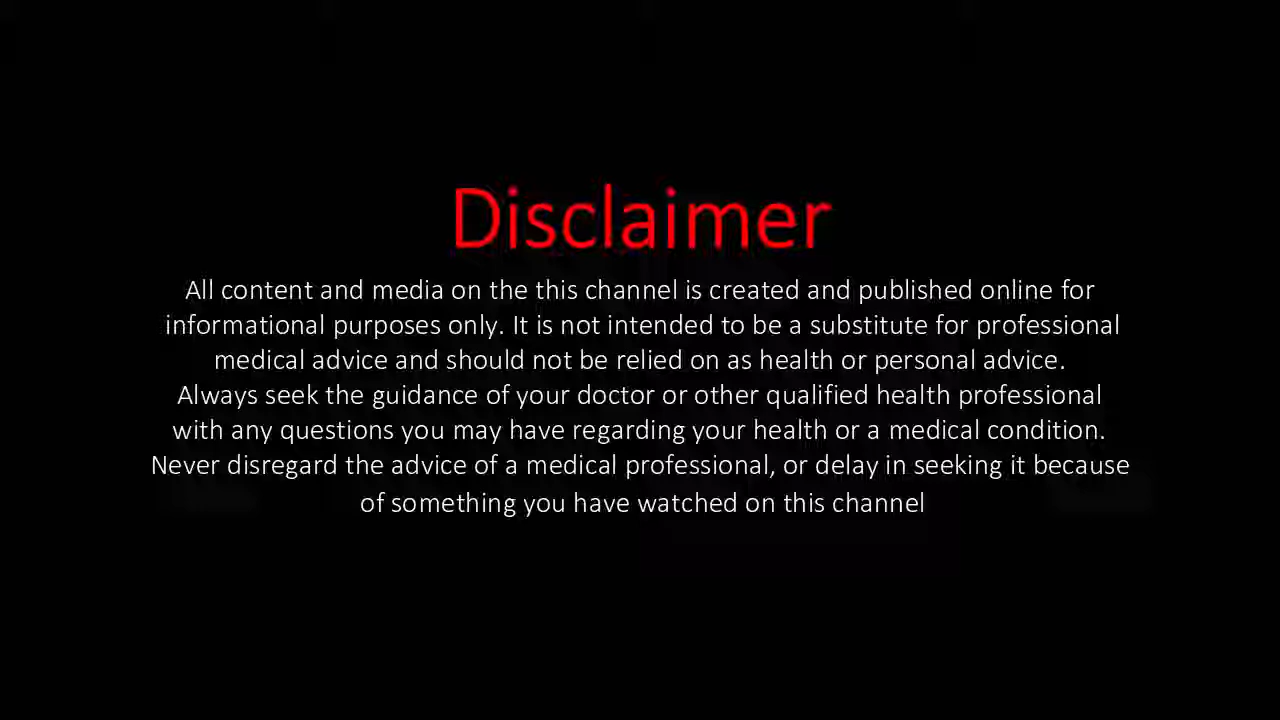 Disclaimer
All content and media on the this channel is created and published online for
informational purposes only. It is not intended to be a substitute for professional
medical advice and should not be relied on as health or personal advice.
Always seek the guidance of your doctor or other qualified health professional
with any questions you may have regarding your health or a medical condition.
Never disregard the advice of a medical professional, or delay in seeking it because
of something you have watched on this channel